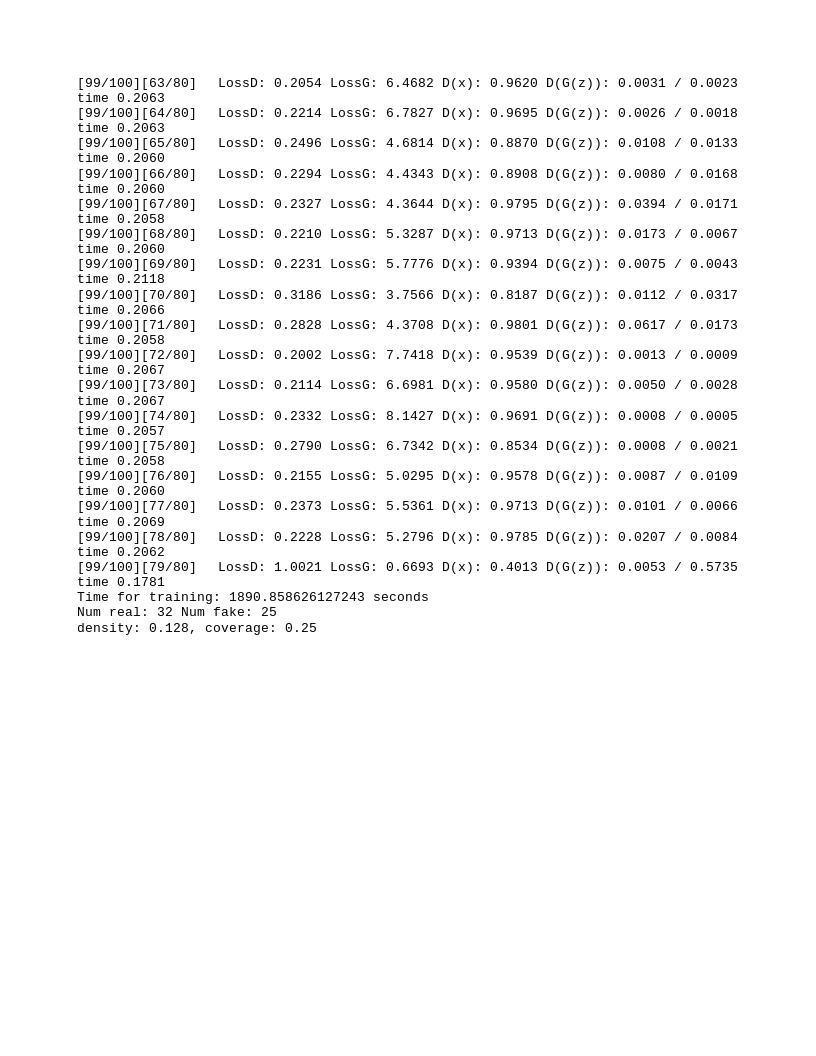 [99/100][63/80] LossD: 0.2054 LossG: 6.4682 D(x): 0.9620 D(G(z)): 0.0031 / 0.0023
time 0.2063
[99/100][64/80] LossD: 0.2214 LossG: 6.7827 D(x): 0.9695 D(G(z)): 0.0026 / 0.0018
time 0.2063
[99/100][65/80] LossD: 0.2496 LossG: 4.6814 D(x): 0.8870 D(G(z)): 0.0108 / 0.0133
time 0.2060
[99/100][66/80] LossD: 0.2294 LossG: 4.4343 D(x): 0.8908 D(G(z)): 0.0080 / 0.0168
time 0.2060
[99/100][67/80] LossD: 0.2327 LossG: 4.3644 D(x): 0.9795 D(G(z)): 0.0394 / 0.0171
time 0.2058
[99/100][68/80] LossD: 0.2210 LossG: 5.3287 D(x): 0.9713 D(G(z)): 0.0173 / 0.0067
time 0.2060
[99/100][69/80] LossD: 0.2231 LossG: 5.7776 D(x): 0.9394 D(G(z)): 0.0075 / 0.0043
time 0.2118
[99/100][70/80] LossD: 0.3186 LossG: 3.7566 D(x): 0.8187 D(G(z)): 0.0112 / 0.0317
time 0.2066
[99/100][71/80] LossD: 0.2828 LossG: 4.3708 D(x): 0.9801 D(G(z)): 0.0617 / 0.0173
time 0.2058
[99/100][72/80] LossD: 0.2002 LossG: 7.7418 D(x): 0.9539 D(G(z)): 0.0013 / 0.0009
time 0.2067
[99/100][73/80] LossD: 0.2114 LossG: 6.6981 D(x): 0.9580 D(G(z)): 0.0050 / 0.0028
time 0.2067
[99/100][74/80] LossD: 0.2332 LossG: 8.1427 D(x): 0.9691 D(G(z)): 0.0008 / 0.0005
time 0.2057
[99/100][75/80] LossD: 0.2790 LossG: 6.7342 D(x): 0.8534 D(G(z)): 0.0008 / 0.0021
time 0.2058
[99/100][76/80] LossD: 0.2155 LossG: 5.0295 D(x): 0.9578 D(G(z)): 0.0087 / 0.0109
time 0.2060
[99/100][77/80] LossD: 0.2373 LossG: 5.5361 D(x): 0.9713 D(G(z)): 0.0101 / 0.0066
time 0.2069
[99/100][78/80] LossD: 0.2228 LossG: 5.2796 D(x): 0.9785 D(G(z)): 0.0207 / 0.0084
time 0.2062
[99/100][79/80] LossD: 1.0021 LossG: 0.6693 D(x): 0.4013 D(G(z)): 0.0053 / 0.5735
time 0.1781
Time for training: 1890.858626127243 seconds
Num real: 32 Num fake: 25
density: 0.128, coverage: 0.25